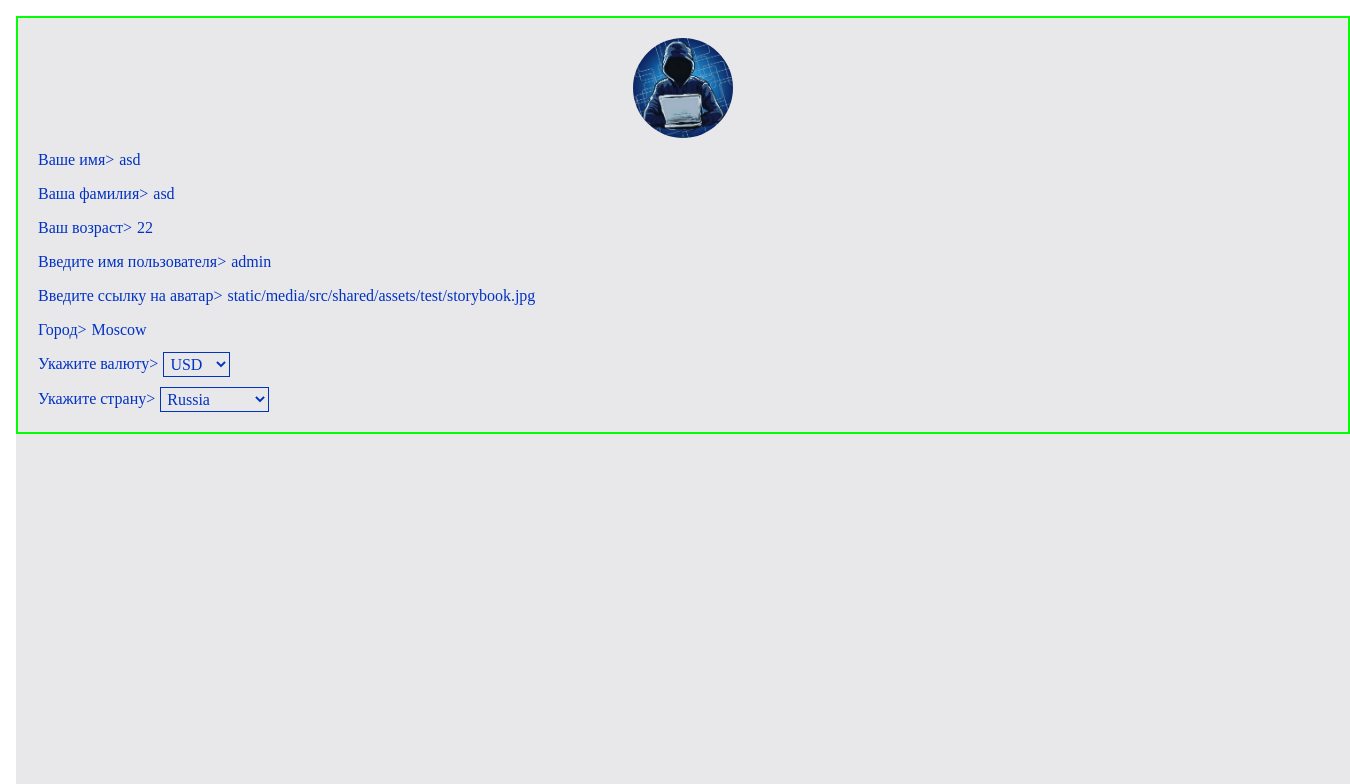 Ваше имя> asd
Ваша фамилия> asd
Ваш возраст> 22
Введите имя пользователя> admin
Введите ссылку на аватар> static/media/src/shared/assets/test/storybook.jpg
Город> Moscow
Укажите валюту> USD
Укажите страну> Russia